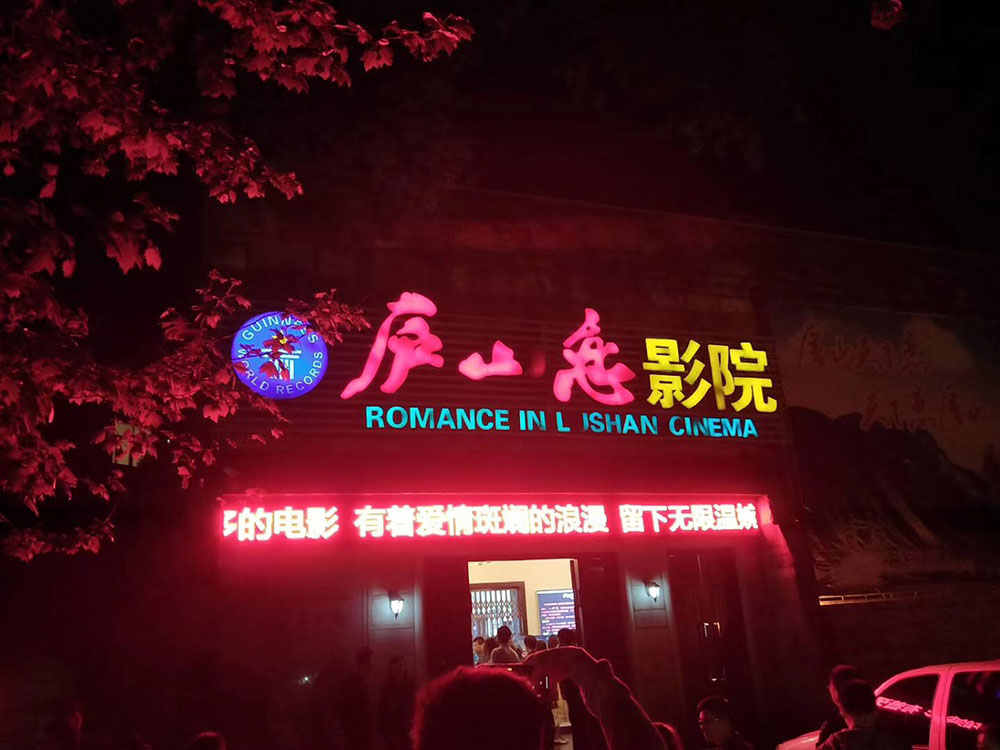 GUINNESS
WORLD RECORDS
庐山恋影院
ROMANCE IN LUSHAN CINEMA
的电影 有着爱情斑斓的浪漫 留下无限温